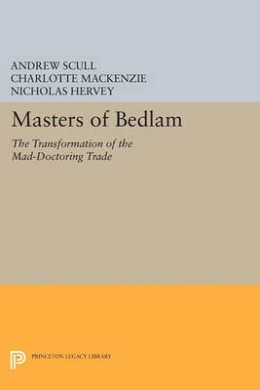 ANDREW SCULL
CHARLOTTE MACKENZIE
NICHOLAS HERVEY
Masters of Bedlam
The Transformation of the
Mad-Doctoring Trade
PRINCETON LEGACY LIBRARY